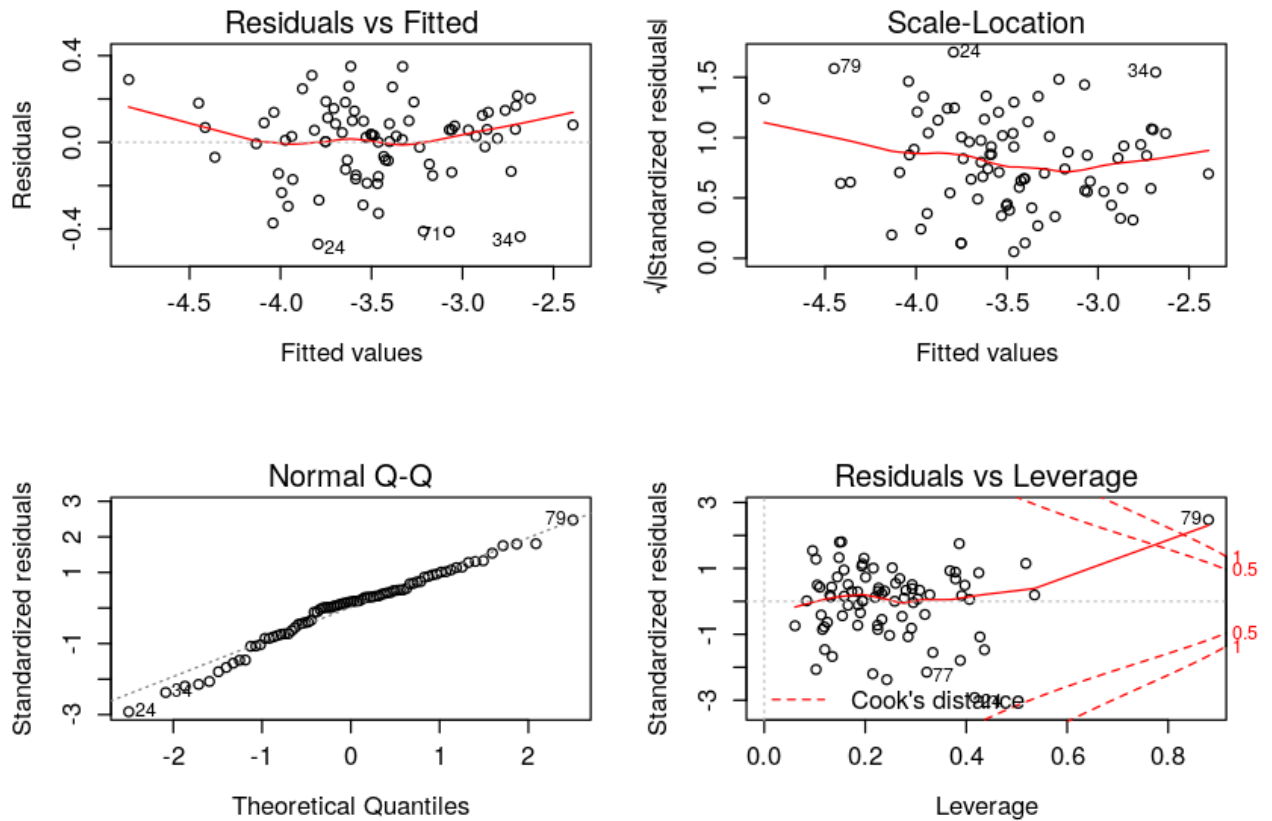 Residuals vs Fitted
Residuals
0.4
0.0
-0.4
24
71
34
-4.5 -4.0 -3.5 -3.0 -2.5
Fitted values
Scale-Location
√|Standardized residuals|
1.5
1.0
0.5
0.0
79
24
34
-4.5 -4.0 -3.5 -3.0 -2.5
Fitted values
Normal Q-Q
Standardized residuals
3
1
-1
-3
79
34
24
-2 -1 0 1 2
Theoretical Quantiles
Residuals vs Leverage
Standardized residuals
3
1
-1
-3
79
1
0.5
0.5
1
77
24
Cook's distance
0.0 0.2 0.4 0.6 0.8
Leverage